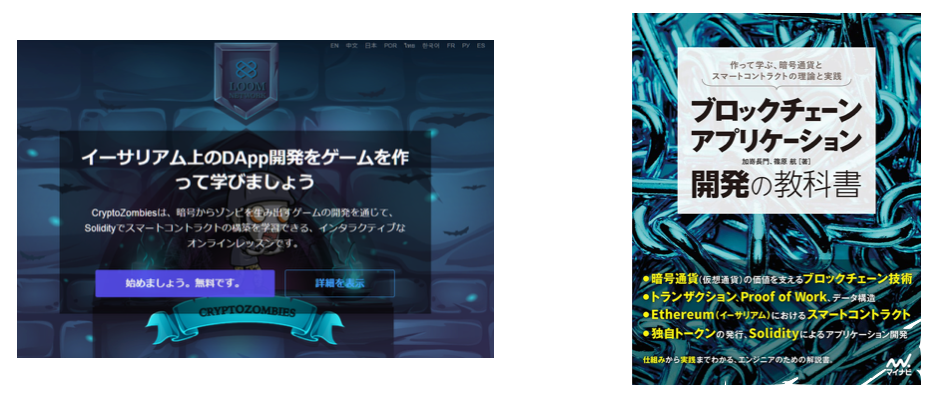 EN 中文 日本 POR ไทย 한국어 FR РУ ES
LOOM
イーサリアム上のDApp開発をゲームを作
って学びましょう
CryptoZombiesは、暗号からゾンビを生み出すゲームの開発を通じて、
Solidityでスマートコントラクトの構築を学習できる、インタラクティブな
オンラインレッスンです。
始めましょう。無料です。
詳細を表示
CRYPTOZOMBIES
作って学ぶ、暗号通貨と
スマートコントラクトの理論と実践
ブロックチェーン
アプリケーション
加嵜長門、篠原 航［著］
開発の教科書
●暗号通貨(仮想通貨)の価値を支えるブロックチェーン技術
●トランザクション、Proof of Work、データ構造
●Ethereum(イーサリアム)におけるスマートコントラクト
●独自トークンの発行、Solidityによるアプリケーション開発
仕組みから実践までわかる、エンジニアのための解説書。
マイナビ